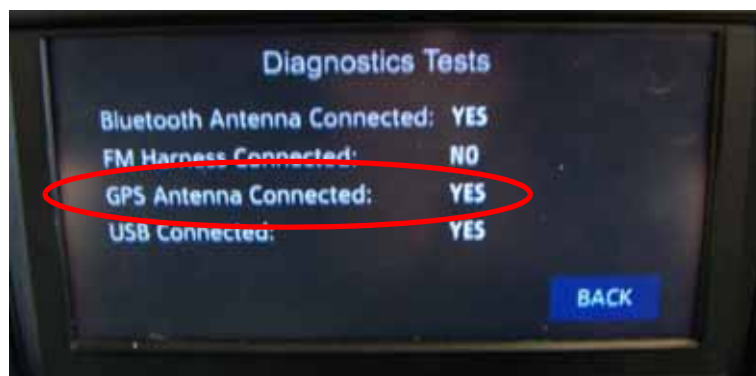 Diagnostics Tests
Bluetooth Antenna Connected: YES
FM Harness Connected: NO
GPS Antenna Connected: YES
USB Connected: YES
BACK